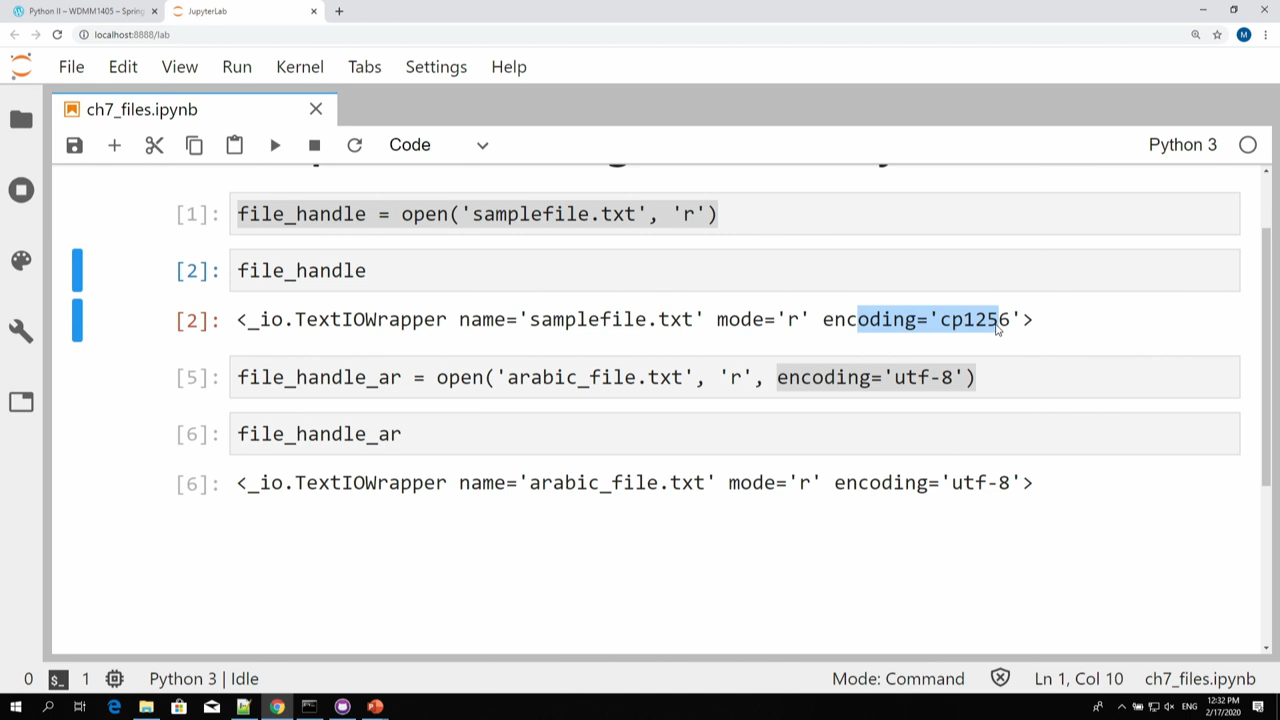 Python II – WDMM1405 – Spring
JupyterLab
localhost:8888/lab
M
File Edit View Run Kernel Tabs Settings Help
ch7_files.ipynb
Code
Python 3
[1]: file_handle = open('samplefile.txt', 'r')
[2]: file_handle
[2]: <_io.TextIOWrapper name='samplefile.txt' mode='r' encoding='cp1256'>
[5]: file_handle_ar = open('arabic_file.txt', 'r', encoding='utf-8')
[6]: file_handle_ar
[6]: <_io.TextIOWrapper name='arabic_file.txt' mode='r' encoding='utf-8'>
0 $_ 1 Python 3 | Idle Mode: Command Ln 1, Col 10 ch7_files.ipynb
ENG
12:32 PM
2/17/2020